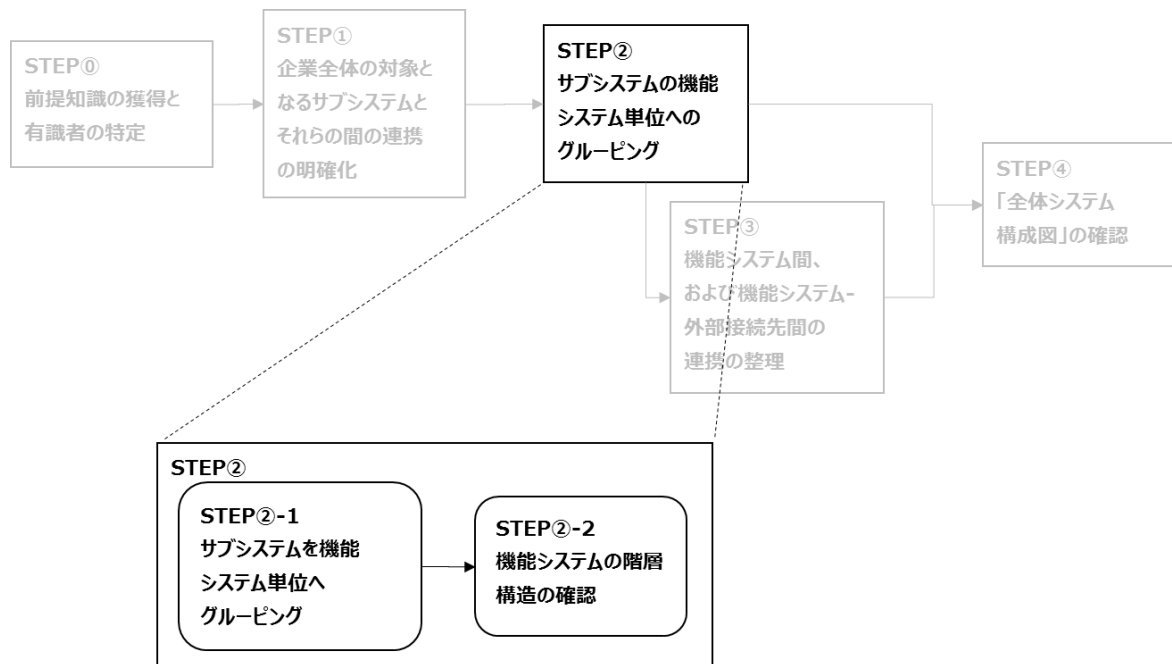 STEP⓪
前提知識の獲得と
有識者の特定
STEP①
企業全体の対象と
なるサブシステムと
それらの間の連携
の明確化
STEP②
サブシステムの機能
システム単位への
グルーピング
STEP③
機能システム間、
および機能システム-
外部接続先間の
連携の整理
STEP④
「全体システム
構成図」の確認
STEP②
STEP②-1
サブシステムを機能
システム単位へ
グルーピング
STEP②-2
機能システムの階層
構造の確認